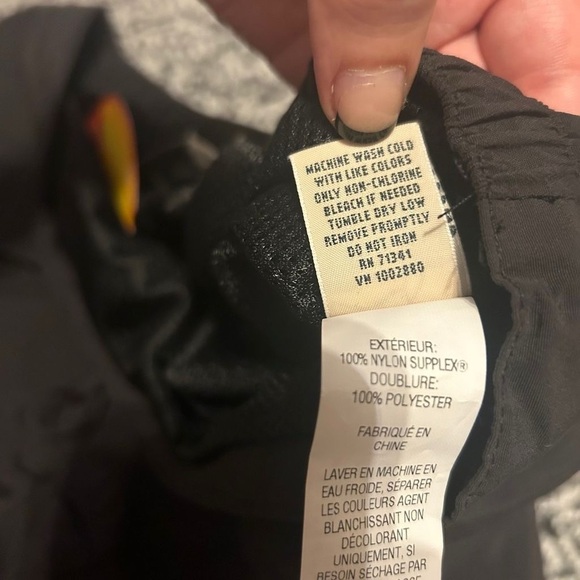 MACHINE WASH COLD
WITH LIKE COLORS
ONLY NON-CHLORINE
BLEACH IF NEEDED
TUMBLE DRY LOW
REMOVE PROMPTLY
DO NOT IRON
RN 71341
VN 1002880
EXTÉRIEUR:
100% NYLON SUPPLEX®
DOUBLURE:
100% POLYESTER
FABRIQUÉ EN
CHINE
LAVER EN MACHINE EN
EAU FROIDE, SÉPARER
LES COULEURS AGENT
BLANCHISSANT NON
DÉCOLORANT
UNIQUEMENT, SI
BESOIN SÉCHAGE PAR